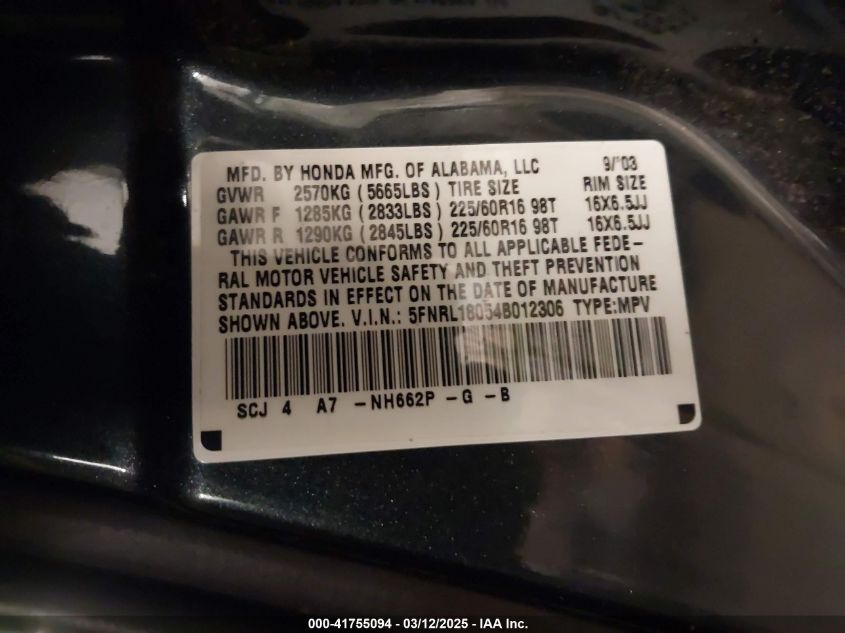 MFD. BY HONDA MFG. OF ALABAMA, LLC 9/'03
GVWR 2570KG (5665LBS) TIRE SIZE RIM SIZE
GAWR F 1285KG (2833LBS) 225/60R16 98T 16X6.5JJ
GAWR R 1290KG (2845LBS) 225/60R16 98T 16X6.5JJ
THIS VEHICLE CONFORMS TO ALL APPLICABLE FEDE-
RAL MOTOR VEHICLE SAFETY AND THEFT PREVENTION
STANDARDS IN EFFECT ON THE DATE OF MANUFACTURE
SHOWN ABOVE. V.I.N.: 5FNRL18054B012306 TYPE:MPV
SCJ 4 A7 -NH662P -G -B
000-41755094 - 03/12/2025 - IAA Inc.